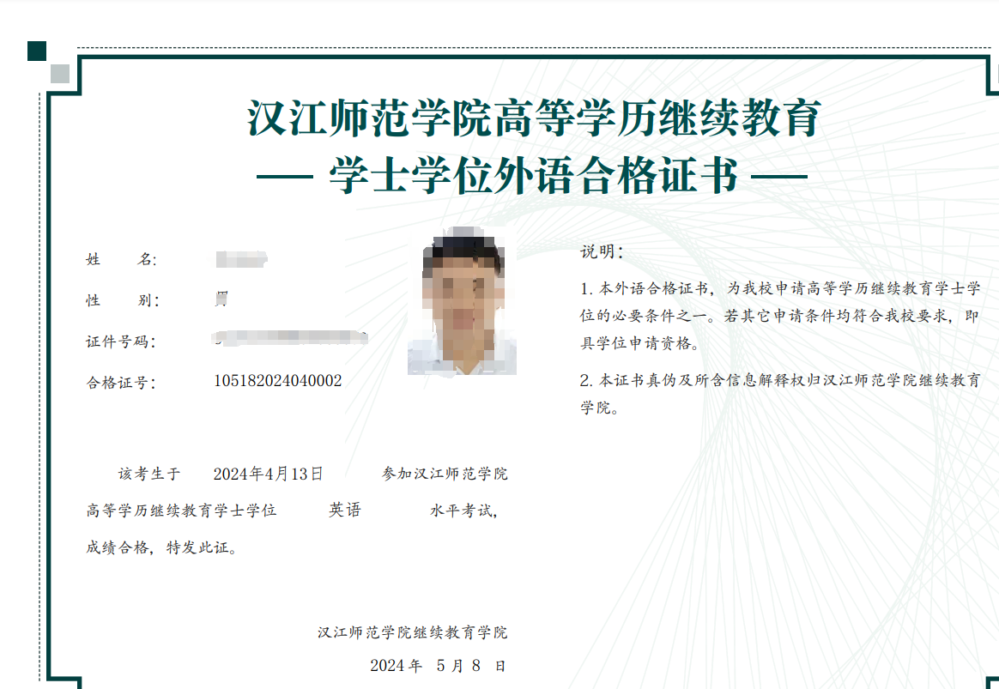 汉江师范学院高等学历继续教育
学士学位外语合格证书
姓 名:
性 别: 男
证件号码:
合格证号: 105182024040002
该考生于 2024年4月13日 参加汉江师范学院
高等学历继续教育学士学位 英语 水平考试,
成绩合格,特发此证。
汉江师范学院继续教育学院
2024年 5月8 日
说明:
1. 本外语合格证书,为我校申请高等学历继续教育学士学
位的必要条件之一。若其它申请条件均符合我校要求,即
具学位申请资格。
2. 本证书真伪及所含信息解释权归汉江师范学院继续教育
学院。